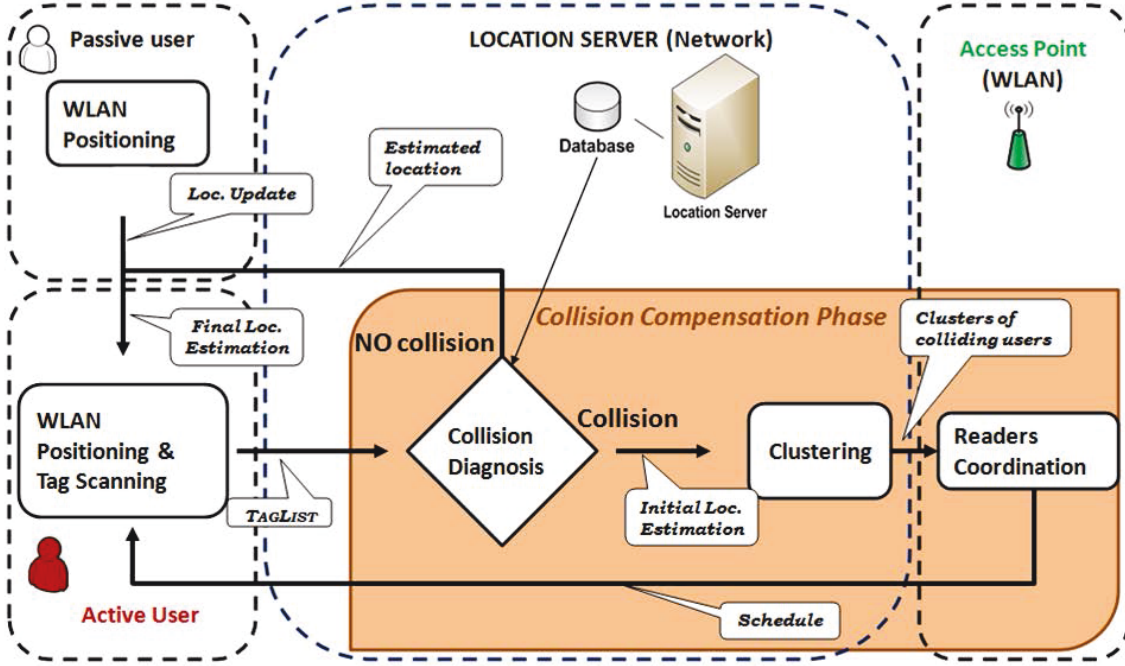 Passive user
WLAN
Positioning
Loc. Update
Estimated
location
LOCATION SERVER (Network)
Database
Location Server
Access Point
(WLAN)
Final Loc.
Estimation
NO collision
Collision Compensation Phase
Clusters of
colliding users
WLAN
Positioning &
Tag Scanning
TAGLIST
Collision
Diagnosis
Collision
Initial Loc.
Estimation
Clustering
Readers
Coordination
Active User
Schedule